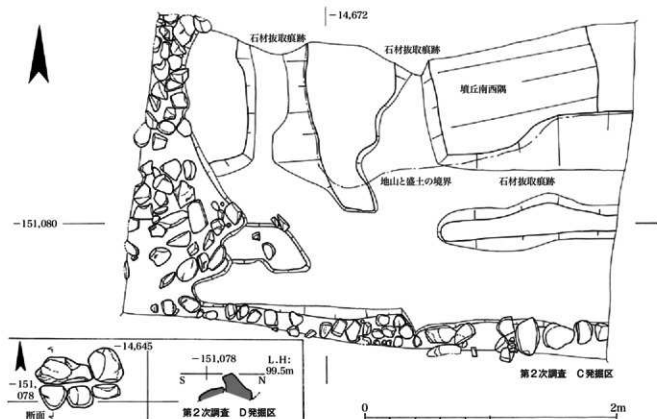 −14,672
石材抜取痕跡
石材抜取痕跡
墳丘南西隅
地山と盛土の境界
石材抜取痕跡
−151,080
−14,645
−151,
078
断面
−151,078
S
N
L.H:
99.5m
第2次調査 D発掘区
第2次調査 C発掘区
0
2m